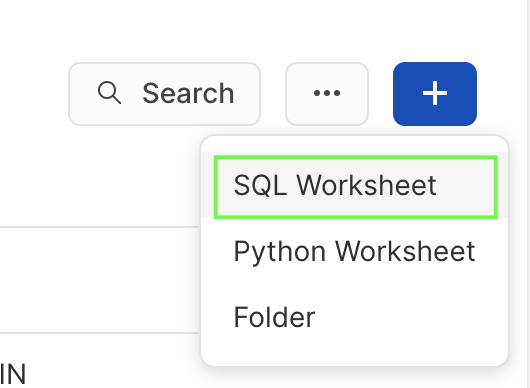 Search
SQL Worksheet
Python Worksheet
Folder
IN